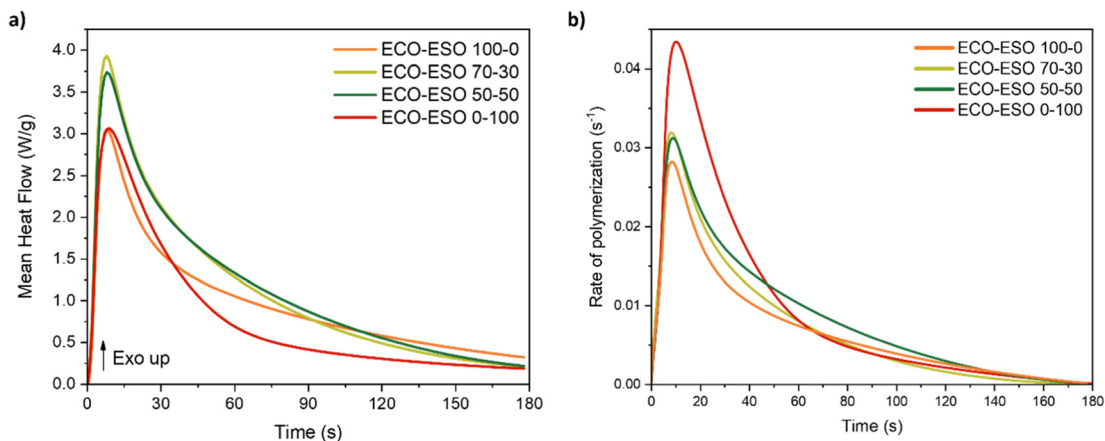 a)
Mean Heat Flow (W/g)
4.0
3.5
3.0
2.5
2.0
1.5
1.0
0.5
0.0
ECO-ESO 100-0
ECO-ESO 70-30
ECO-ESO 50-50
ECO-ESO 0-100
Exo up
0 30 60 90 120 150 180
Time (s)
b)
Rate of polymerization (s⁻¹)
0.04
0.03
0.02
0.01
0.00
ECO-ESO 100-0
ECO-ESO 70-30
ECO-ESO 50-50
ECO-ESO 0-100
0 20 40 60 80 100 120 140 160 180
Time (s)